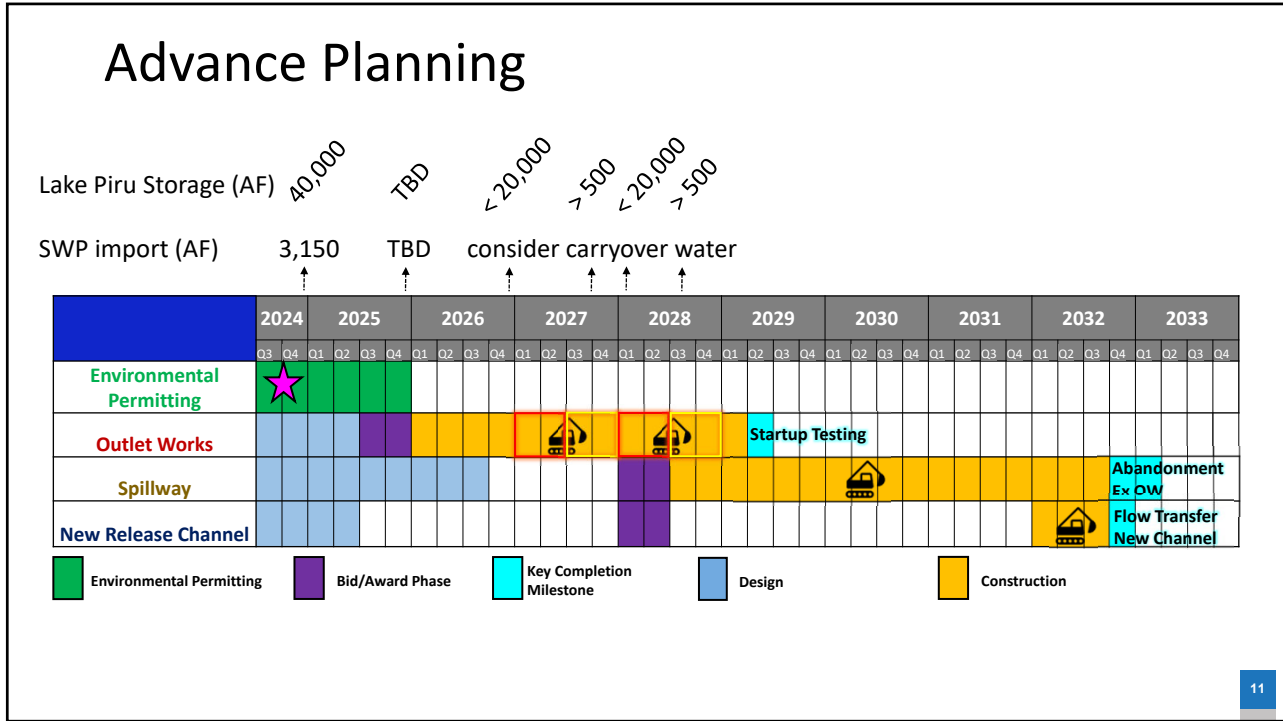 Advance Planning
Lake Piru Storage (AF) 40,000 TBD < 20,000 > 500 < 20,000 > 500
SWP import (AF) 3,150 TBD consider carryover water
2024 2025 2026 2027 2028 2029 2030 2031 2032 2033
Q3 Q4 Q1 Q2 Q3 Q4 Q1 Q2 Q3 Q4 Q1 Q2 Q3 Q4 Q1 Q2 Q3 Q4 Q1 Q2 Q3 Q4 Q1 Q2 Q3 Q4 Q1 Q2 Q3 Q4 Q1 Q2 Q3 Q4 Q1 Q2 Q3 Q4
Environmental
Permitting
Outlet Works Startup Testing
Spillway Abandonment
Ex OW
New Release Channel Flow Transfer
New Channel
Environmental Permitting
Bid/Award Phase
Key Completion
Milestone
Design
Construction
11